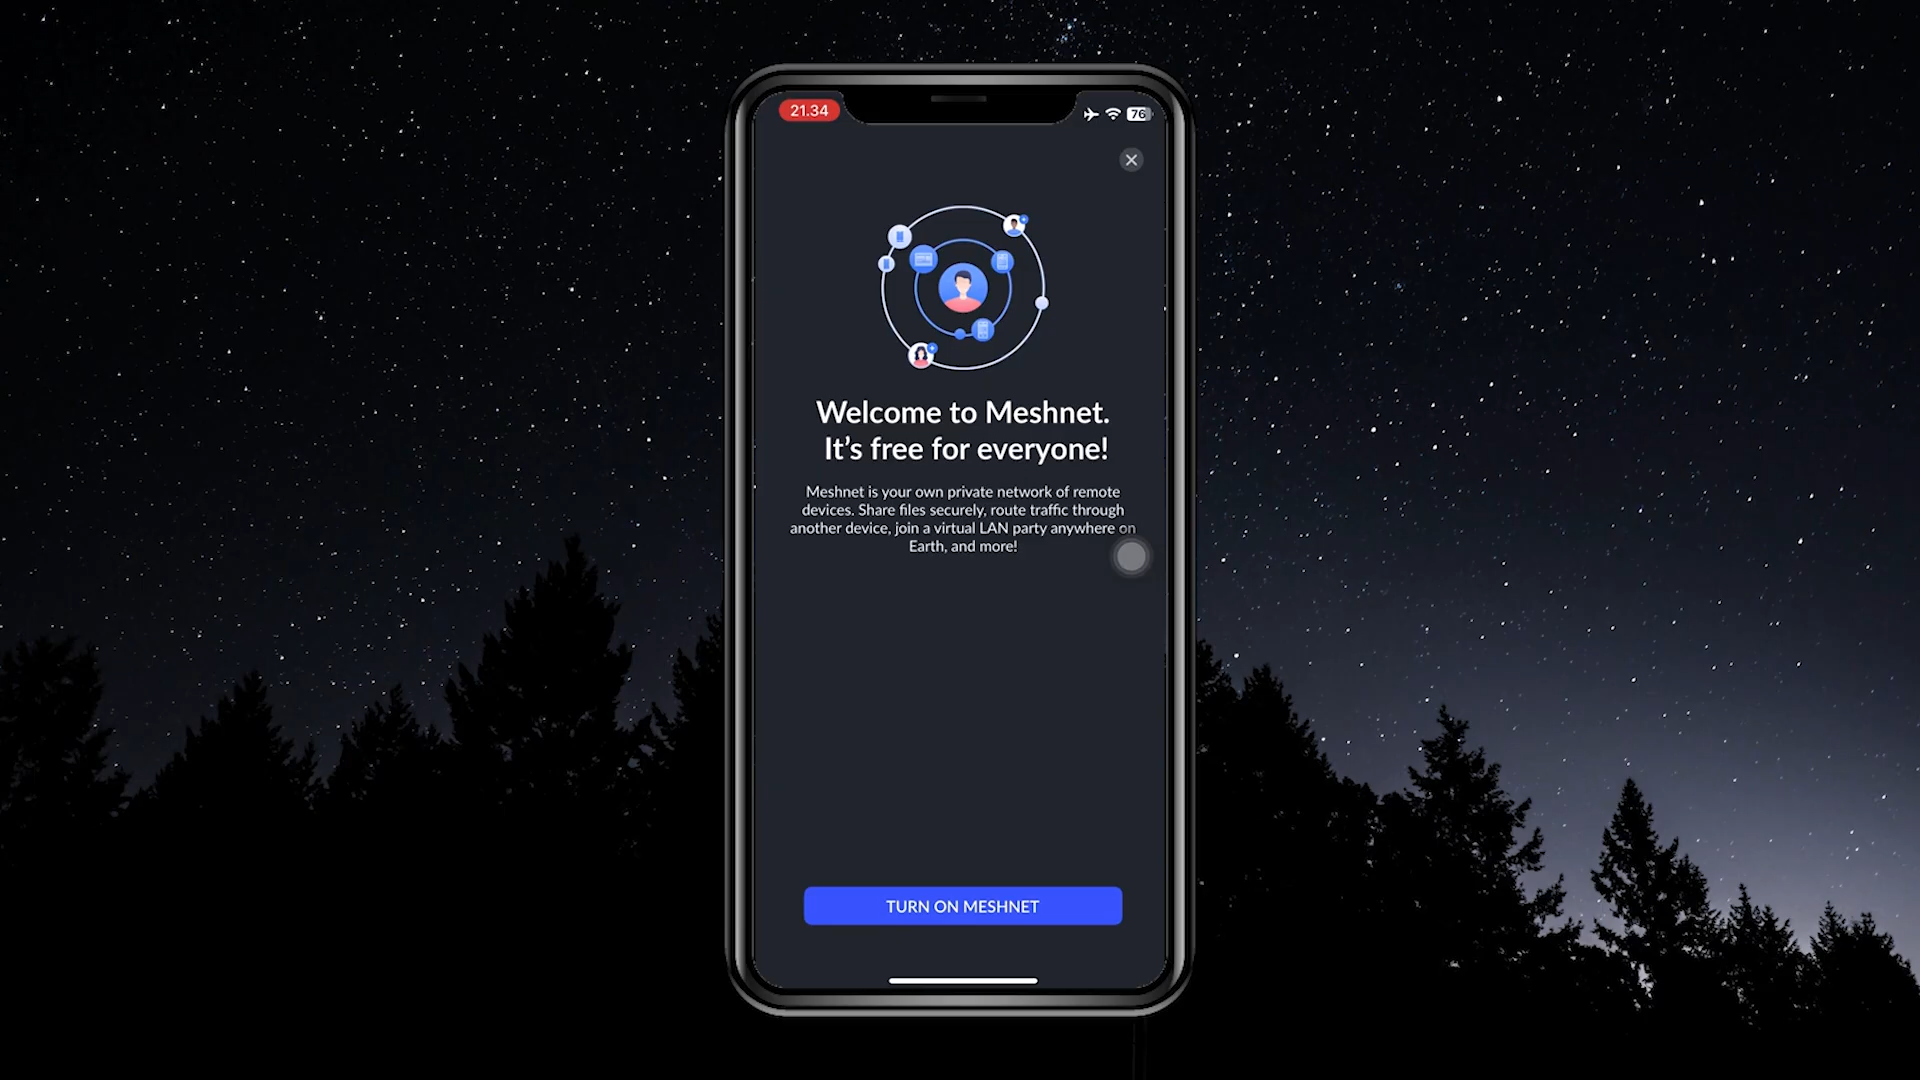 21.34
76
Welcome to Meshnet.
It's free for everyone!
Meshnet is your own private network of remote
devices. Share files securely, route traffic through
another device, join a virtual LAN party anywhere on
Earth, and more!
TURN ON MESHNET